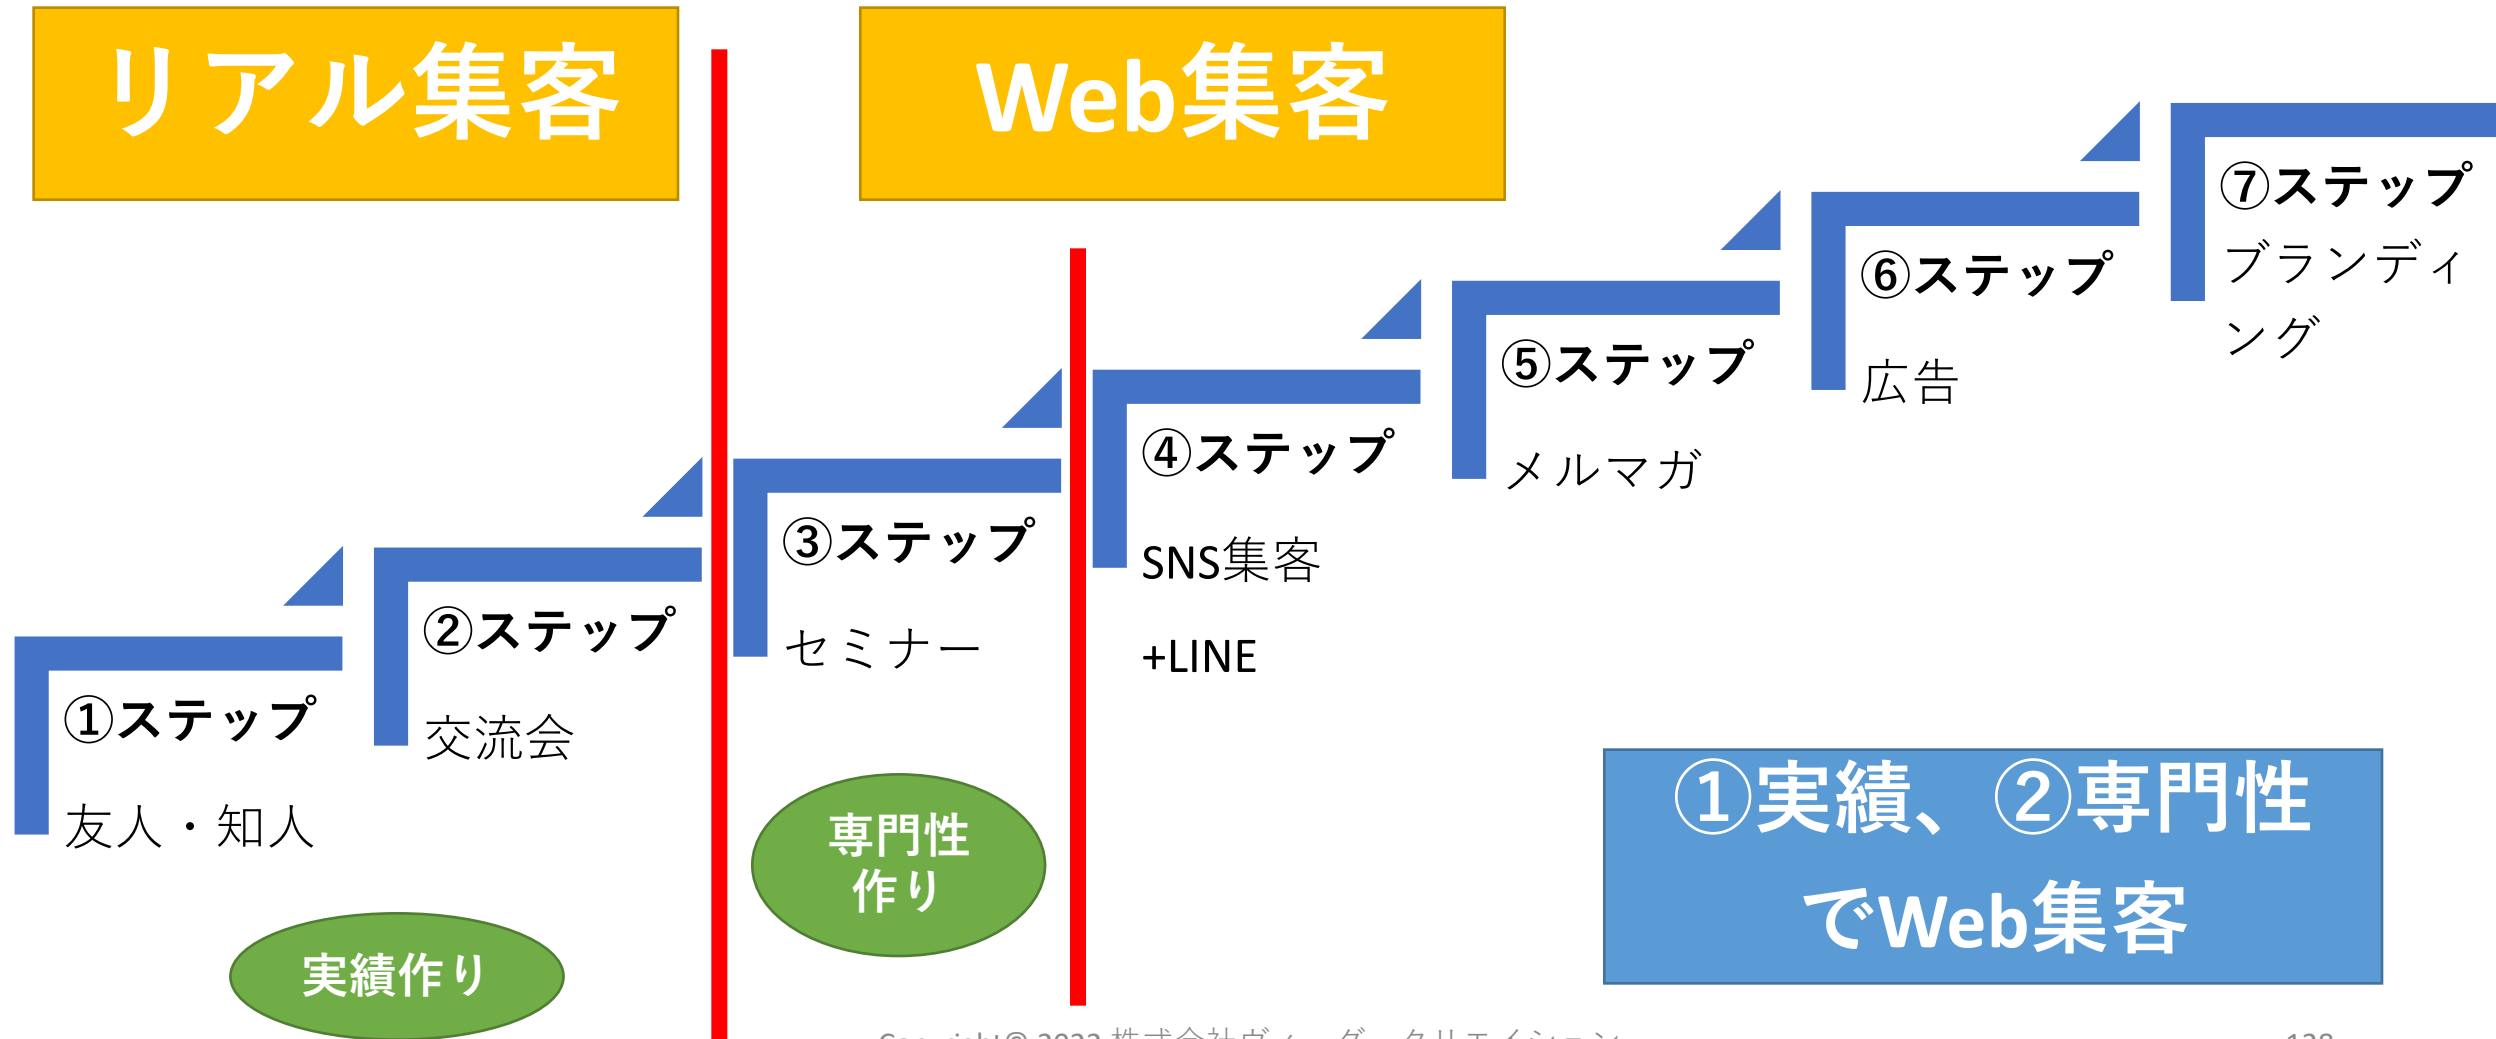 リアル集客
Web集客
①ステップ
友人・知人
②ステップ
交流会
③ステップ
セミナー
④ステップ
SNS集客
+LINE
⑤ステップ
メルマガ
⑥ステップ
広告
⑦ステップ
ブランディ
ング
実績作り
専門性
作り
①実績、②専門性
でWeb集客